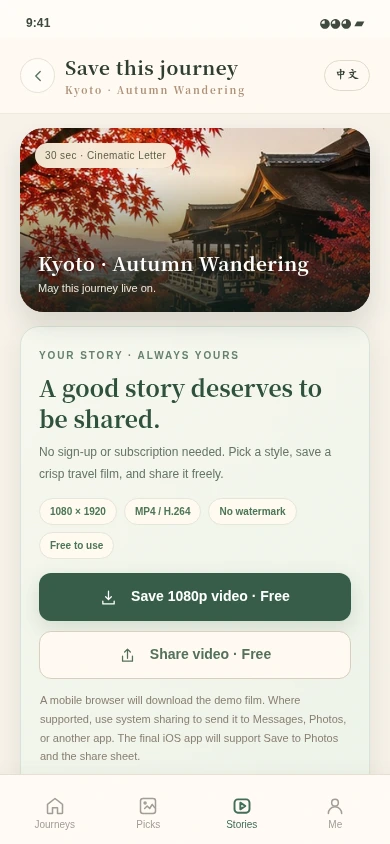 9:41
Save this journey
Kyoto · Autumn Wandering
中文
30 sec · Cinematic Letter
Kyoto · Autumn Wandering
May this journey live on.
YOUR STORY · ALWAYS YOURS
A good story deserves to
be shared.
No sign-up or subscription needed. Pick a style, save a
crisp travel film, and share it freely.
1080 × 1920
MP4 / H.264
No watermark
Free to use
Save 1080p video · Free
Share video · Free
A mobile browser will download the demo film. Where
supported, use system sharing to send it to Messages, Photos,
or another app. The final iOS app will support Save to Photos
and the share sheet.
Journeys
Picks
Stories
Me